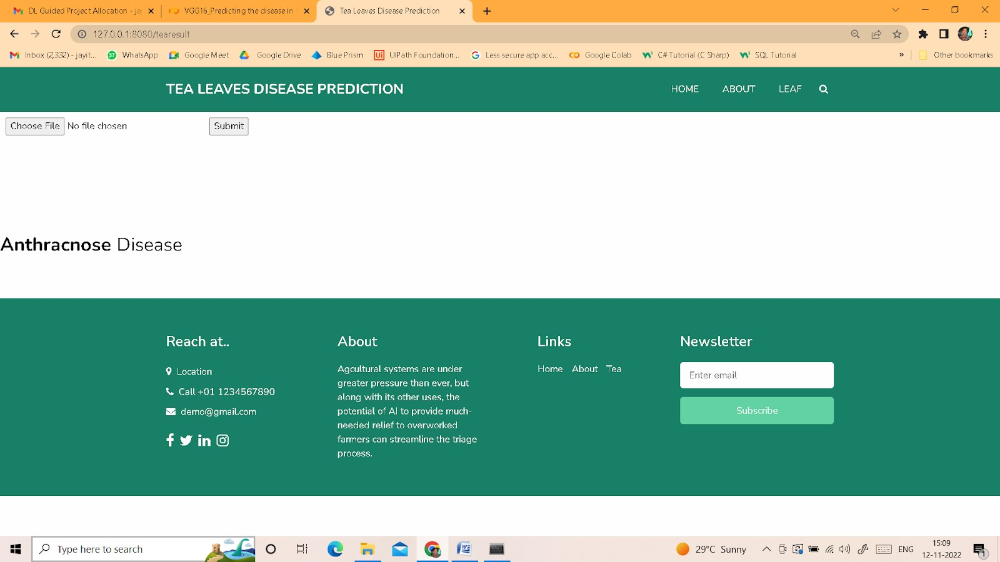 DL Guided Project Allocation - ja
VGG16_Predicting the disease in T
Tea Leaves Disease Prediction
127.0.0.1:8080/tearesult
Inbox (2,332) - jayit...
37
WhatsApp
Google Meet
Google Drive
Blue Prism
Ui
UIPath Foundation...
Less secure app acc...
Google Colab
C# Tutorial (C Sharp)
SQL Tutorial
»
Other bookmarks
TEA LEAVES DISEASE PREDICTION
HOME ABOUT LEAF
Choose File No file chosen
Submit
Anthracnose Disease
Reach at..
Location
Call +01 1234567890
demo@gmail.com
About
Agcultural systems are under
greater pressure than ever, but
along with its other uses, the
potential of AI to provide much-
needed relief to overworked
farmers can streamline the triage
process.
Links
Home About Tea
Newsletter
Enter email
Subscribe
Type here to search
29°C Sunny
ENG
15:09
12-11-2022
1